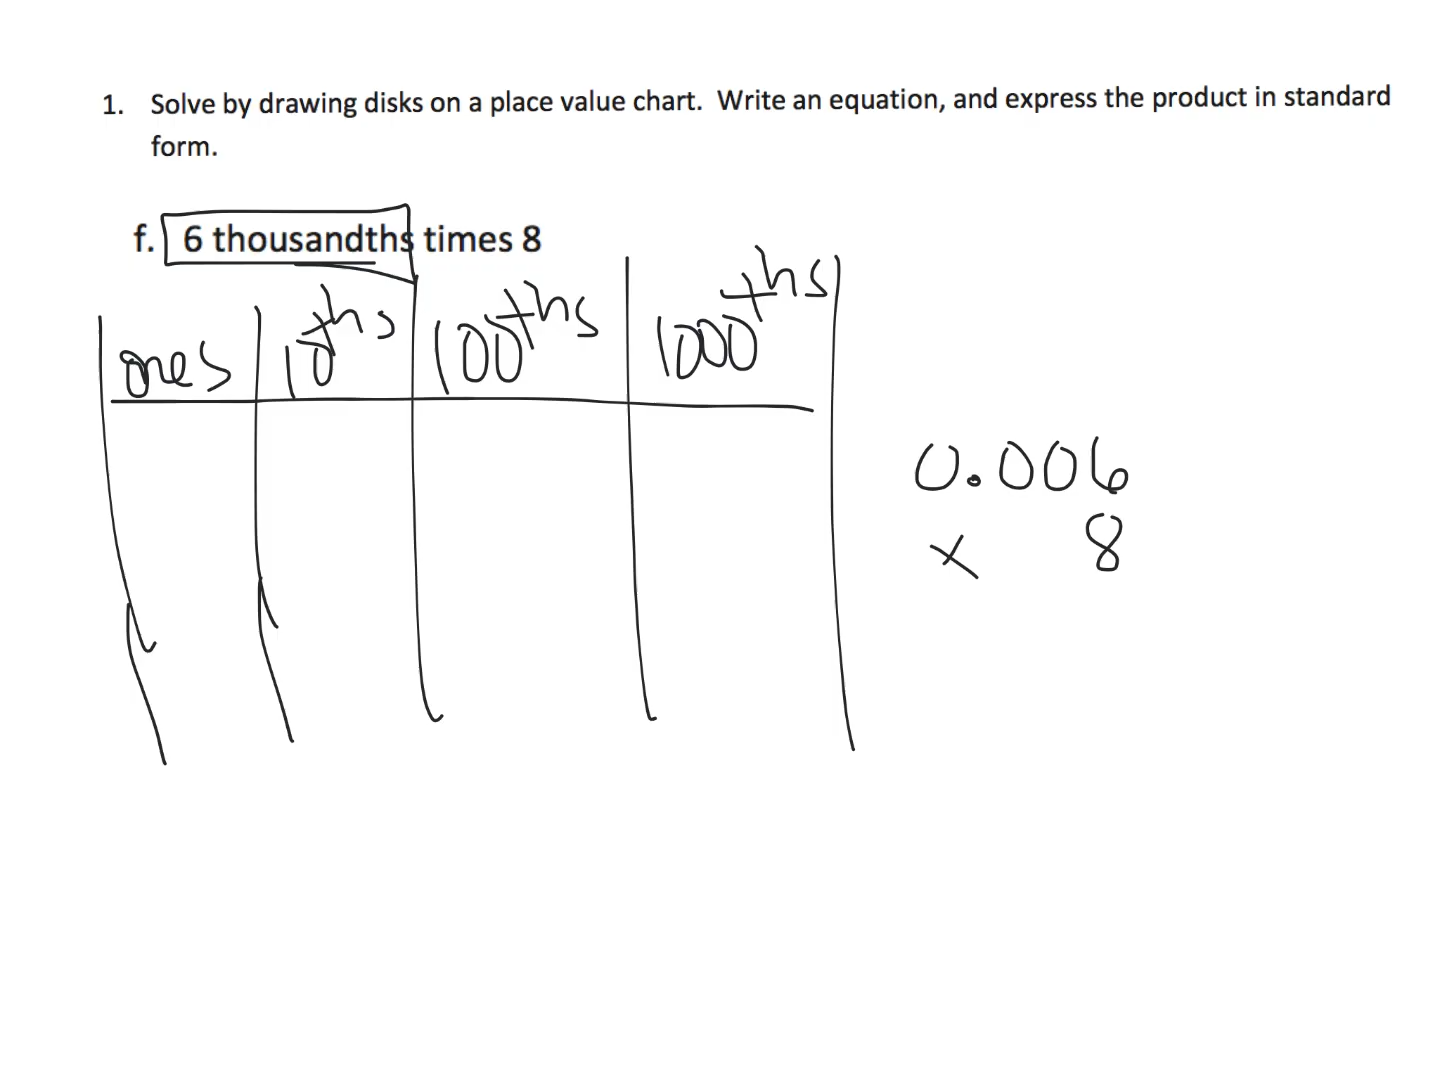 1. Solve by drawing disks on a place value chart. Write an equation, and express the product in standard
form.
f. 6 thousandths times 8
ones 10ths 100ths 1000ths
0.006
x 8